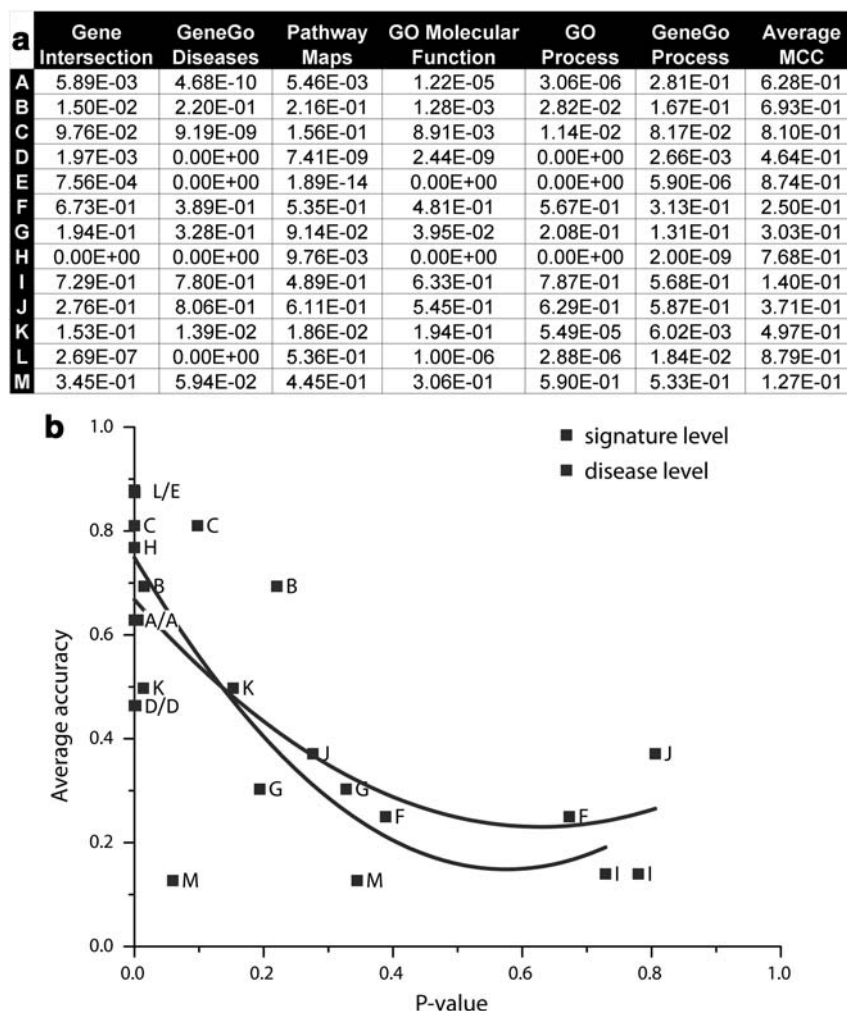 a Gene Intersection GeneGo Diseases Pathway Maps GO Molecular Function GO Process GeneGo Process Average MCC
A 5.89E-03 4.68E-10 5.46E-03 1.22E-05 3.06E-06 2.81E-01 6.28E-01
B 1.50E-02 2.20E-01 2.16E-01 1.28E-03 2.82E-02 1.67E-01 6.93E-01
C 9.76E-02 9.19E-09 1.56E-01 8.91E-03 1.14E-02 8.17E-02 8.10E-01
D 1.97E-03 0.00E+00 7.41E-09 2.44E-09 0.00E+00 2.66E-03 4.64E-01
E 7.56E-04 0.00E+00 1.89E-14 0.00E+00 0.00E+00 5.90E-06 8.74E-01
F 6.73E-01 3.89E-01 5.35E-01 4.81E-01 5.67E-01 3.13E-01 2.50E-01
G 1.94E-01 3.28E-01 9.14E-02 3.95E-02 2.08E-01 1.31E-01 3.03E-01
H 0.00E+00 0.00E+00 9.76E-03 0.00E+00 0.00E+00 2.00E-09 7.68E-01
I 7.29E-01 7.80E-01 4.89E-01 6.33E-01 7.87E-01 5.68E-01 1.40E-01
J 2.76E-01 8.06E-01 6.11E-01 5.45E-01 6.29E-01 5.87E-01 3.71E-01
K 1.53E-01 1.39E-02 1.86E-02 1.94E-01 5.49E-05 6.02E-03 4.97E-01
L 2.69E-07 0.00E+00 5.36E-01 1.00E-06 2.88E-06 1.84E-02 8.79E-01
M 3.45E-01 5.94E-02 4.45E-01 3.06E-01 5.90E-01 5.33E-01 1.27E-01
b
1.0
signature level
disease level
L/E
C C
0.8
H
B B
A/A
0.6
K K
D/D
0.4
J J
G G
F F
0.2
M M I I
0.0
0.0 0.2 0.4 0.6 0.8 1.0
Average accuracy
P-value